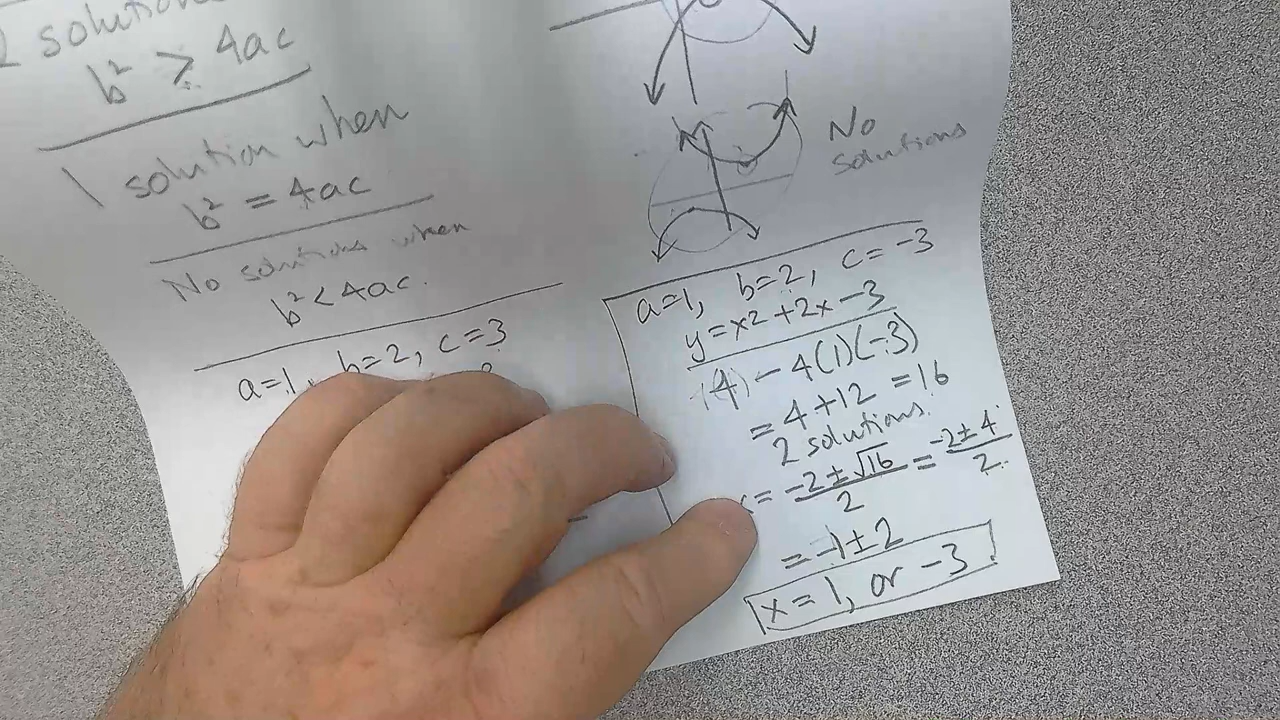 2 solutions
b² ≥ 4ac
1 solution when
b² = 4ac
No solutions when
b² < 4ac.
a=1, b=2, c=3
No
solutions
a=1, b=2, c=-3
y=x2+2x-3
(4)-4(1)(-3)
=4+12=16
2 solutions.
x=-2±√16/2=-2±4/2
=-1±2
x=1, or -3